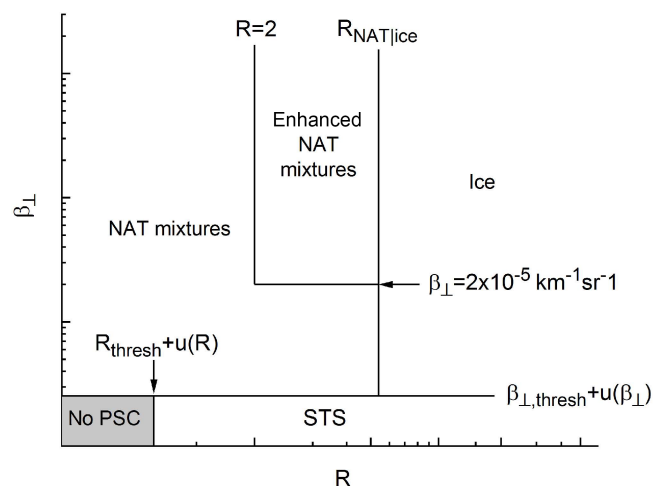 R=2
R_NAT|ice
Enhanced
NAT
mixtures
Ice
β⊥
NAT mixtures
β⊥=2x10⁻⁵ km⁻¹sr⁻1
R_thresh+u(R)
β⊥,thresh+u(β⊥)
No PSC
STS
R